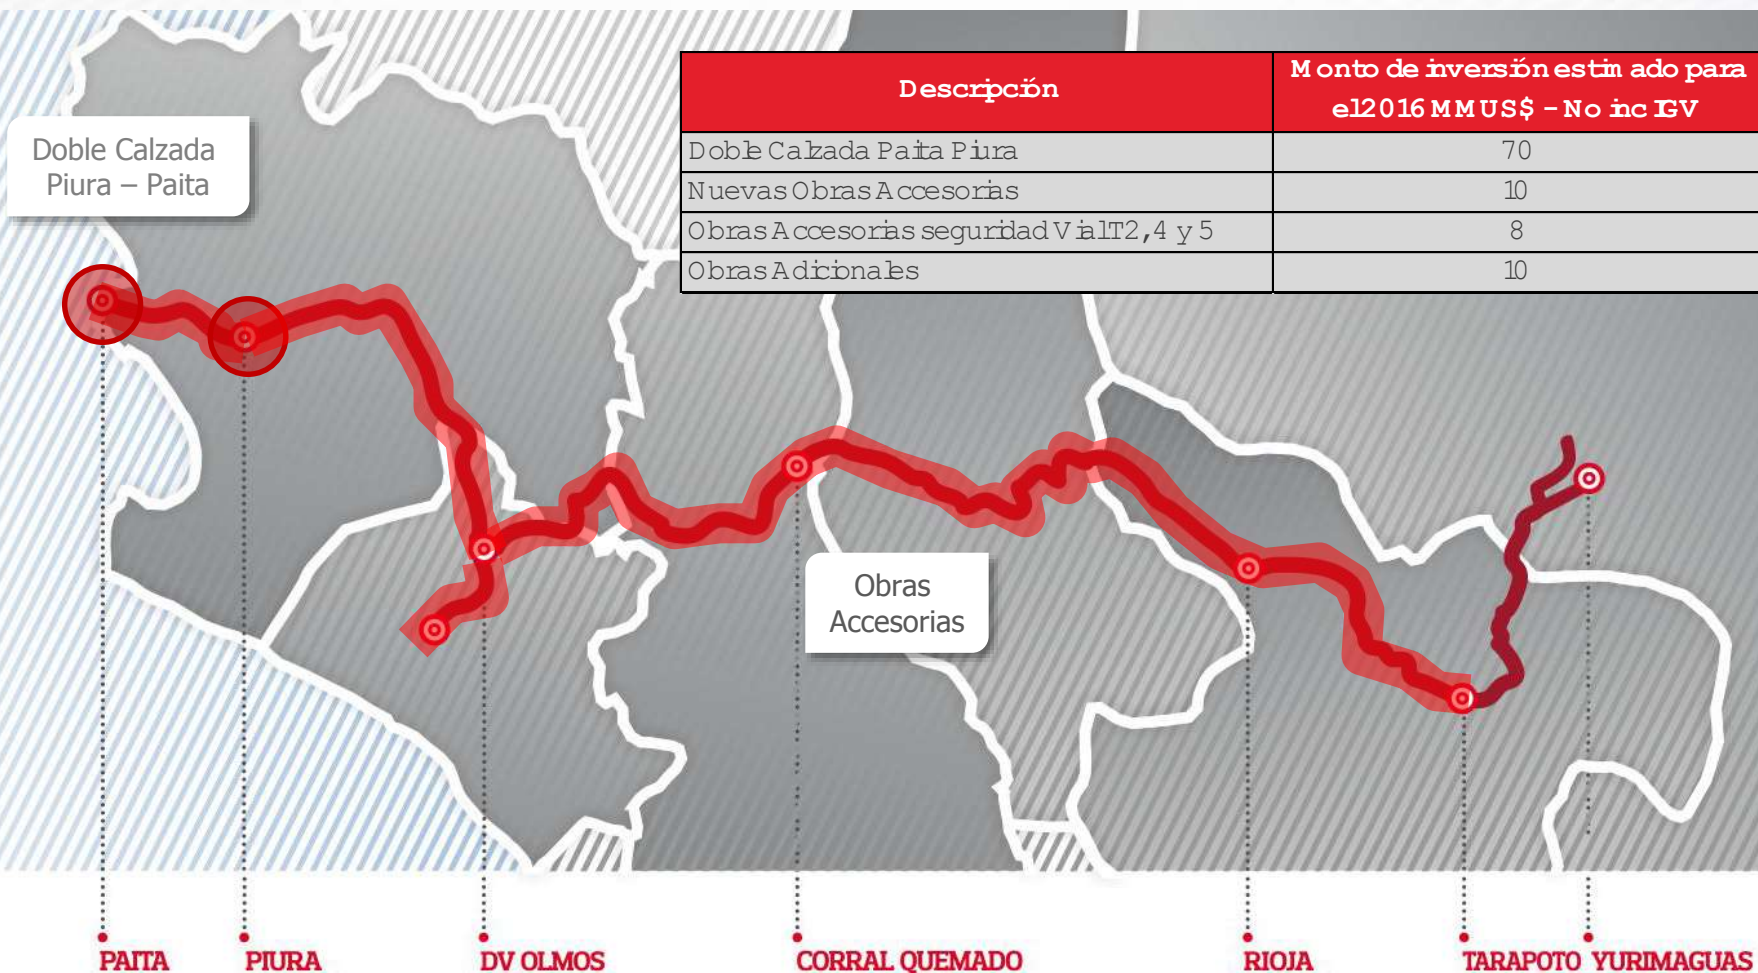 Descripción
Monto de inversión estimado para
el 2016 MMUS$ - No inc IGV
Doble Calzada Paita Piura
70
Nuevas Obras Accesorias
10
Obras Accesorias seguridad Vial T2, 4 y 5
8
Obras Adicionales
10
Doble Calzada
Piura – Paita
Obras
Accesorias
PAITA
PIURA
DV OLMOS
CORRAL QUEMADO
RIOJA
TARAPOTO
YURIMAGUAS